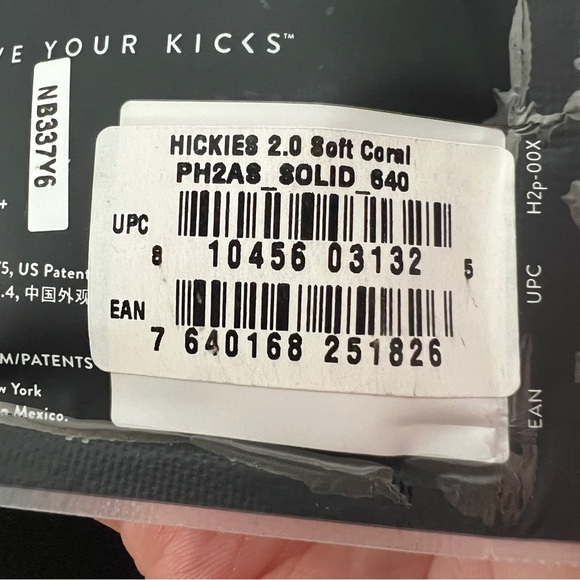 VE YOUR KICKS™
NB337Y6
HICKIES 2.0 Soft Coral
PH2AS_SOLID_640
UPC
8 10456 03132 5
EAN
7 640168 251826
+
5, US Patent
.4, 中国外观
M/PATENTS
w York
n Mexico.
H2p-00X
UPC
EAN